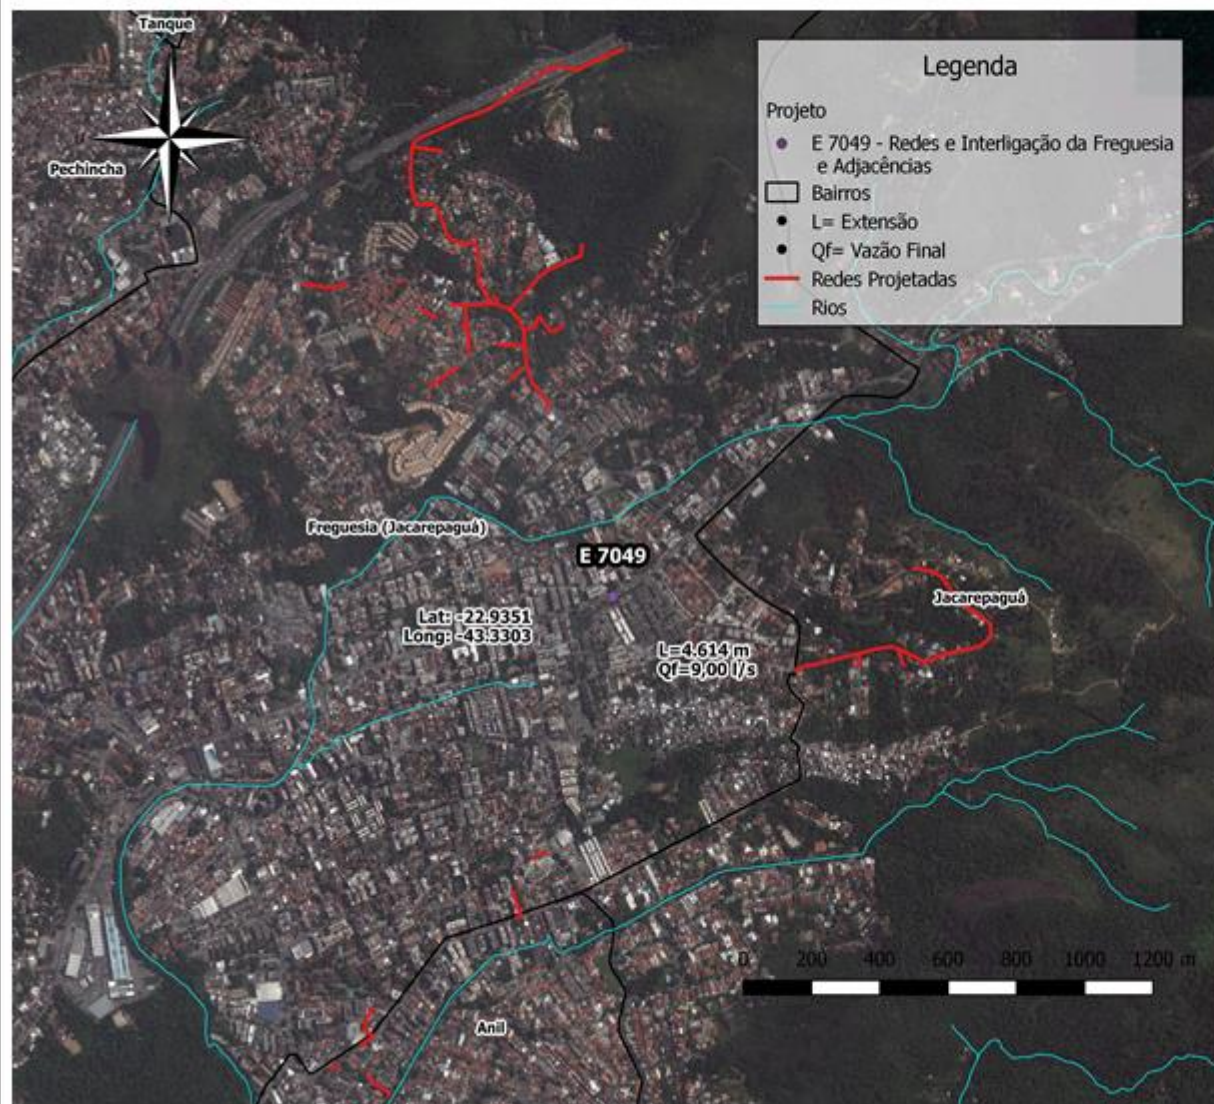 Tanque
Pechincha
Legenda
Projeto
E 7049 - Redes e Interligação da Freguesia
e Adjacências
Bairros
L= Extensão
Qf= Vazão Final
Redes Projetadas
Rios
Freguesia (Jacarepaguá)
E 7049
Lat: -22.9351
Long: -43.3303
L=4.614 m
Qf=9,00 l/s
Jacarepaguá
Anil
0 200 400 600 800 1000 1200 m